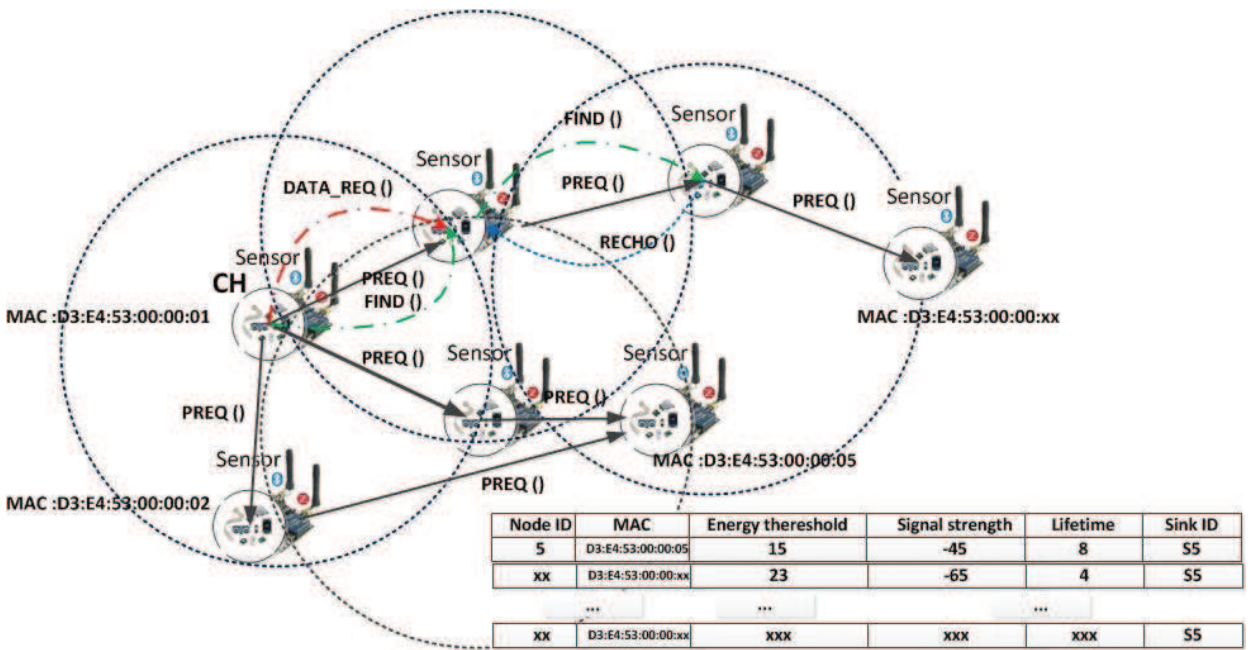 Sensor
FIND ()
Sensor
DATA_REQ ()
PREQ ()
Sensor
PREQ ()
RECHO ()
Sensor
CH
PREQ ()
FIND ()
MAC :D3:E4:53:00:00:01
MAC :D3:E4:53:00:00:xx
PREQ ()
Sensor
Sensor
PREQ ()
PREQ ()
Sensor
MAC :D3:E4:53:00:00:05
PREQ ()
MAC :D3:E4:53:00:00:02
Node ID MAC Energy thereshold Signal strength Lifetime Sink ID
5 D3:E4:53:00:00:05 15 -45 8 S5
xx D3:E4:53:00:00:xx 23 -65 4 S5
... ... ...
xx D3:E4:53:00:00:xx xxx xxx xxx S5